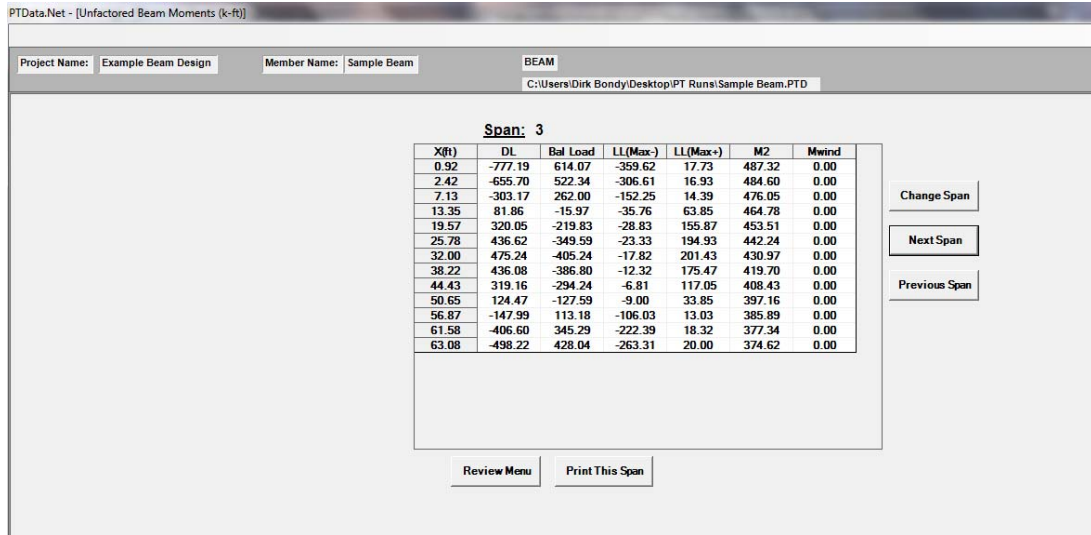 PTData.Net - [Unfactored Beam Moments (k-ft)]
Project Name: Example Beam Design Member Name: Sample Beam BEAM
C:\Users\Dirk Bondy\Desktop\PT Runs\Sample Beam.PTD
Span: 3
X(ft) DL Bal Load LL(Max-) LL(Max+) M2 Mwind
0.92 -777.19 614.07 -359.62 17.73 487.32 0.00
2.42 -655.70 522.34 -306.61 16.93 484.60 0.00
7.13 -303.17 262.00 -152.25 14.39 476.05 0.00
13.35 81.86 -15.97 -35.76 63.85 464.78 0.00
19.57 320.05 -219.83 -28.83 155.87 453.51 0.00
25.78 436.62 -349.59 -23.33 194.93 442.24 0.00
32.00 475.24 -405.24 -17.82 201.43 430.97 0.00
38.22 436.08 -386.80 -12.32 175.47 419.70 0.00
44.43 319.16 -294.24 -6.81 117.05 408.43 0.00
50.65 124.47 -127.59 -9.00 33.85 397.16 0.00
56.87 -147.99 113.18 -106.03 13.03 385.89 0.00
61.58 -406.60 345.29 -222.39 18.32 377.34 0.00
63.08 -498.22 428.04 -263.31 20.00 374.62 0.00
Change Span
Next Span
Previous Span
Review Menu Print This Span